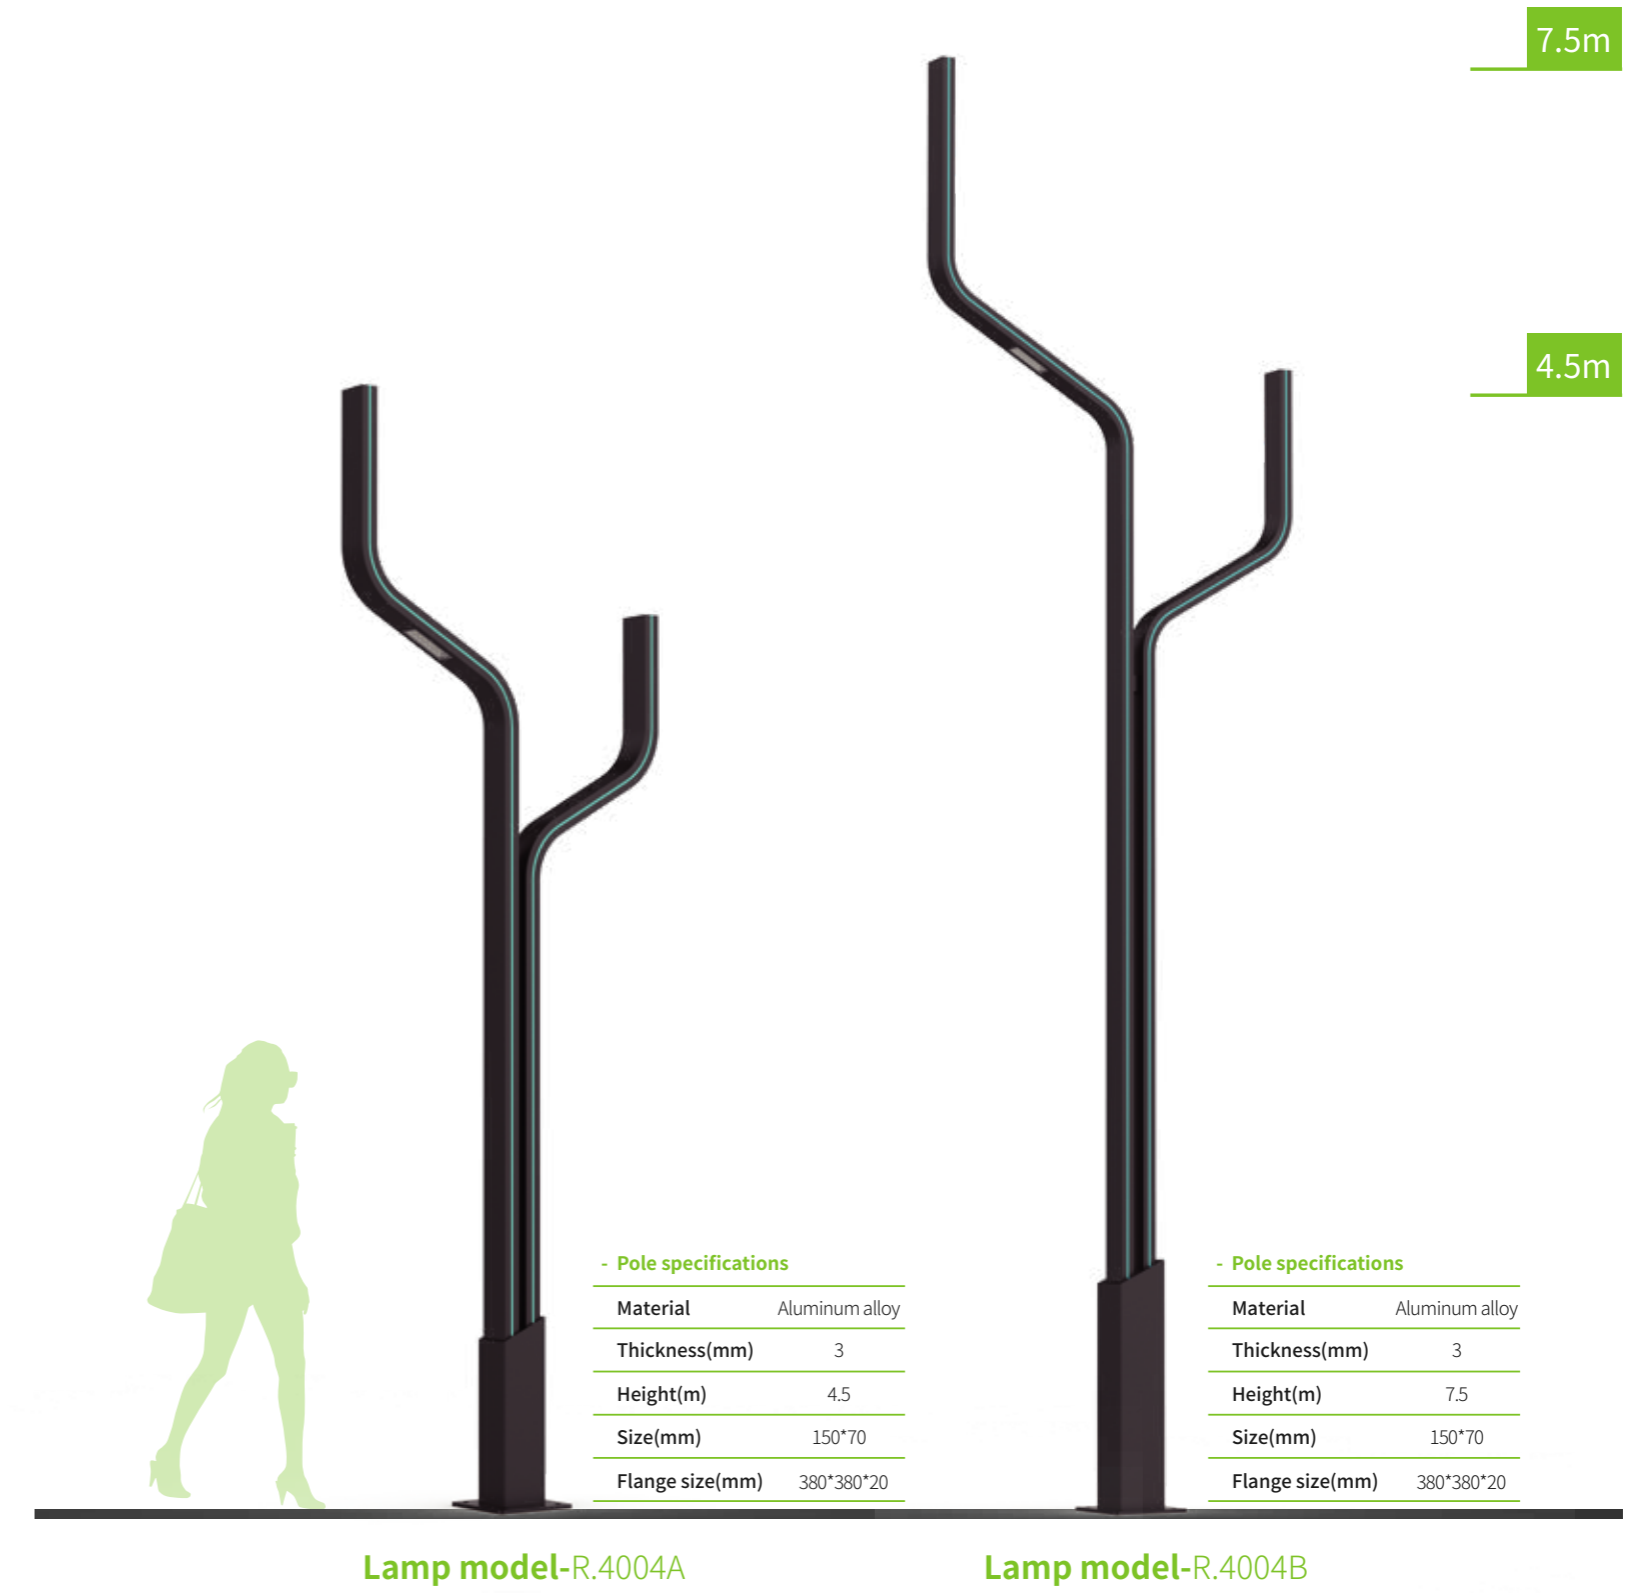 7.5m
4.5m
- Pole specifications
Material Aluminum alloy
Thickness(mm) 3
Height(m) 4.5
Size(mm) 150*70
Flange size(mm) 380*380*20
- Pole specifications
Material Aluminum alloy
Thickness(mm) 3
Height(m) 7.5
Size(mm) 150*70
Flange size(mm) 380*380*20
Lamp model-R.4004A
Lamp model-R.4004B